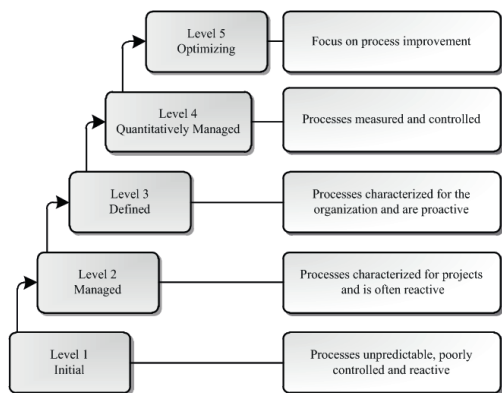 Level 5
Optimizing
Focus on process improvement
Level 4
Quantitatively Managed
Processes measured and controlled
Level 3
Defined
Processes characterized for the
organization and are proactive
Level 2
Managed
Processes characterized for projects
and is often reactive
Level 1
Initial
Processes unpredictable, poorly
controlled and reactive